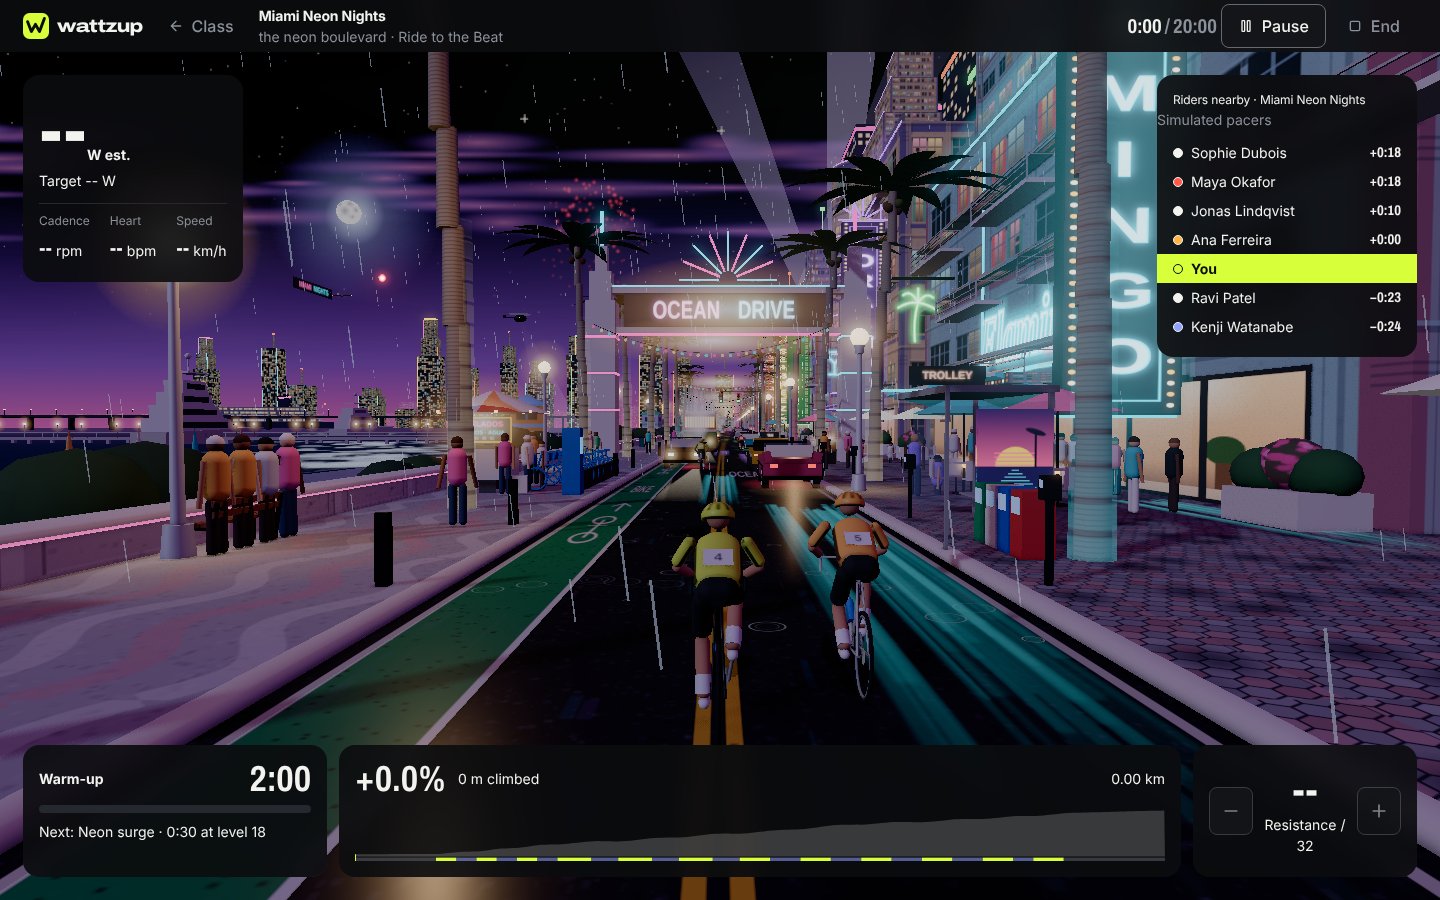 wattzup
Class
Miami Neon Nights
the neon boulevard · Ride to the Beat
0:00 / 20:00
Pause
End
--
W est.
Target -- W
Cadence Heart Speed
-- rpm -- bpm -- km/h
Riders nearby · Miami Neon Nights
Simulated pacers
Sophie Dubois +0:18
Maya Okafor +0:18
Jonas Lindqvist +0:10
Ana Ferreira +0:00
You
Ravi Patel −0:23
Kenji Watanabe −0:24
MIAMI NIGHTS
OCEAN DRIVE
MINGO
TROLLEY
BIKE
4
5
Warm-up 2:00
Next: Neon surge · 0:30 at level 18
+0.0% 0 m climbed 0.00 km
--
Resistance /
32